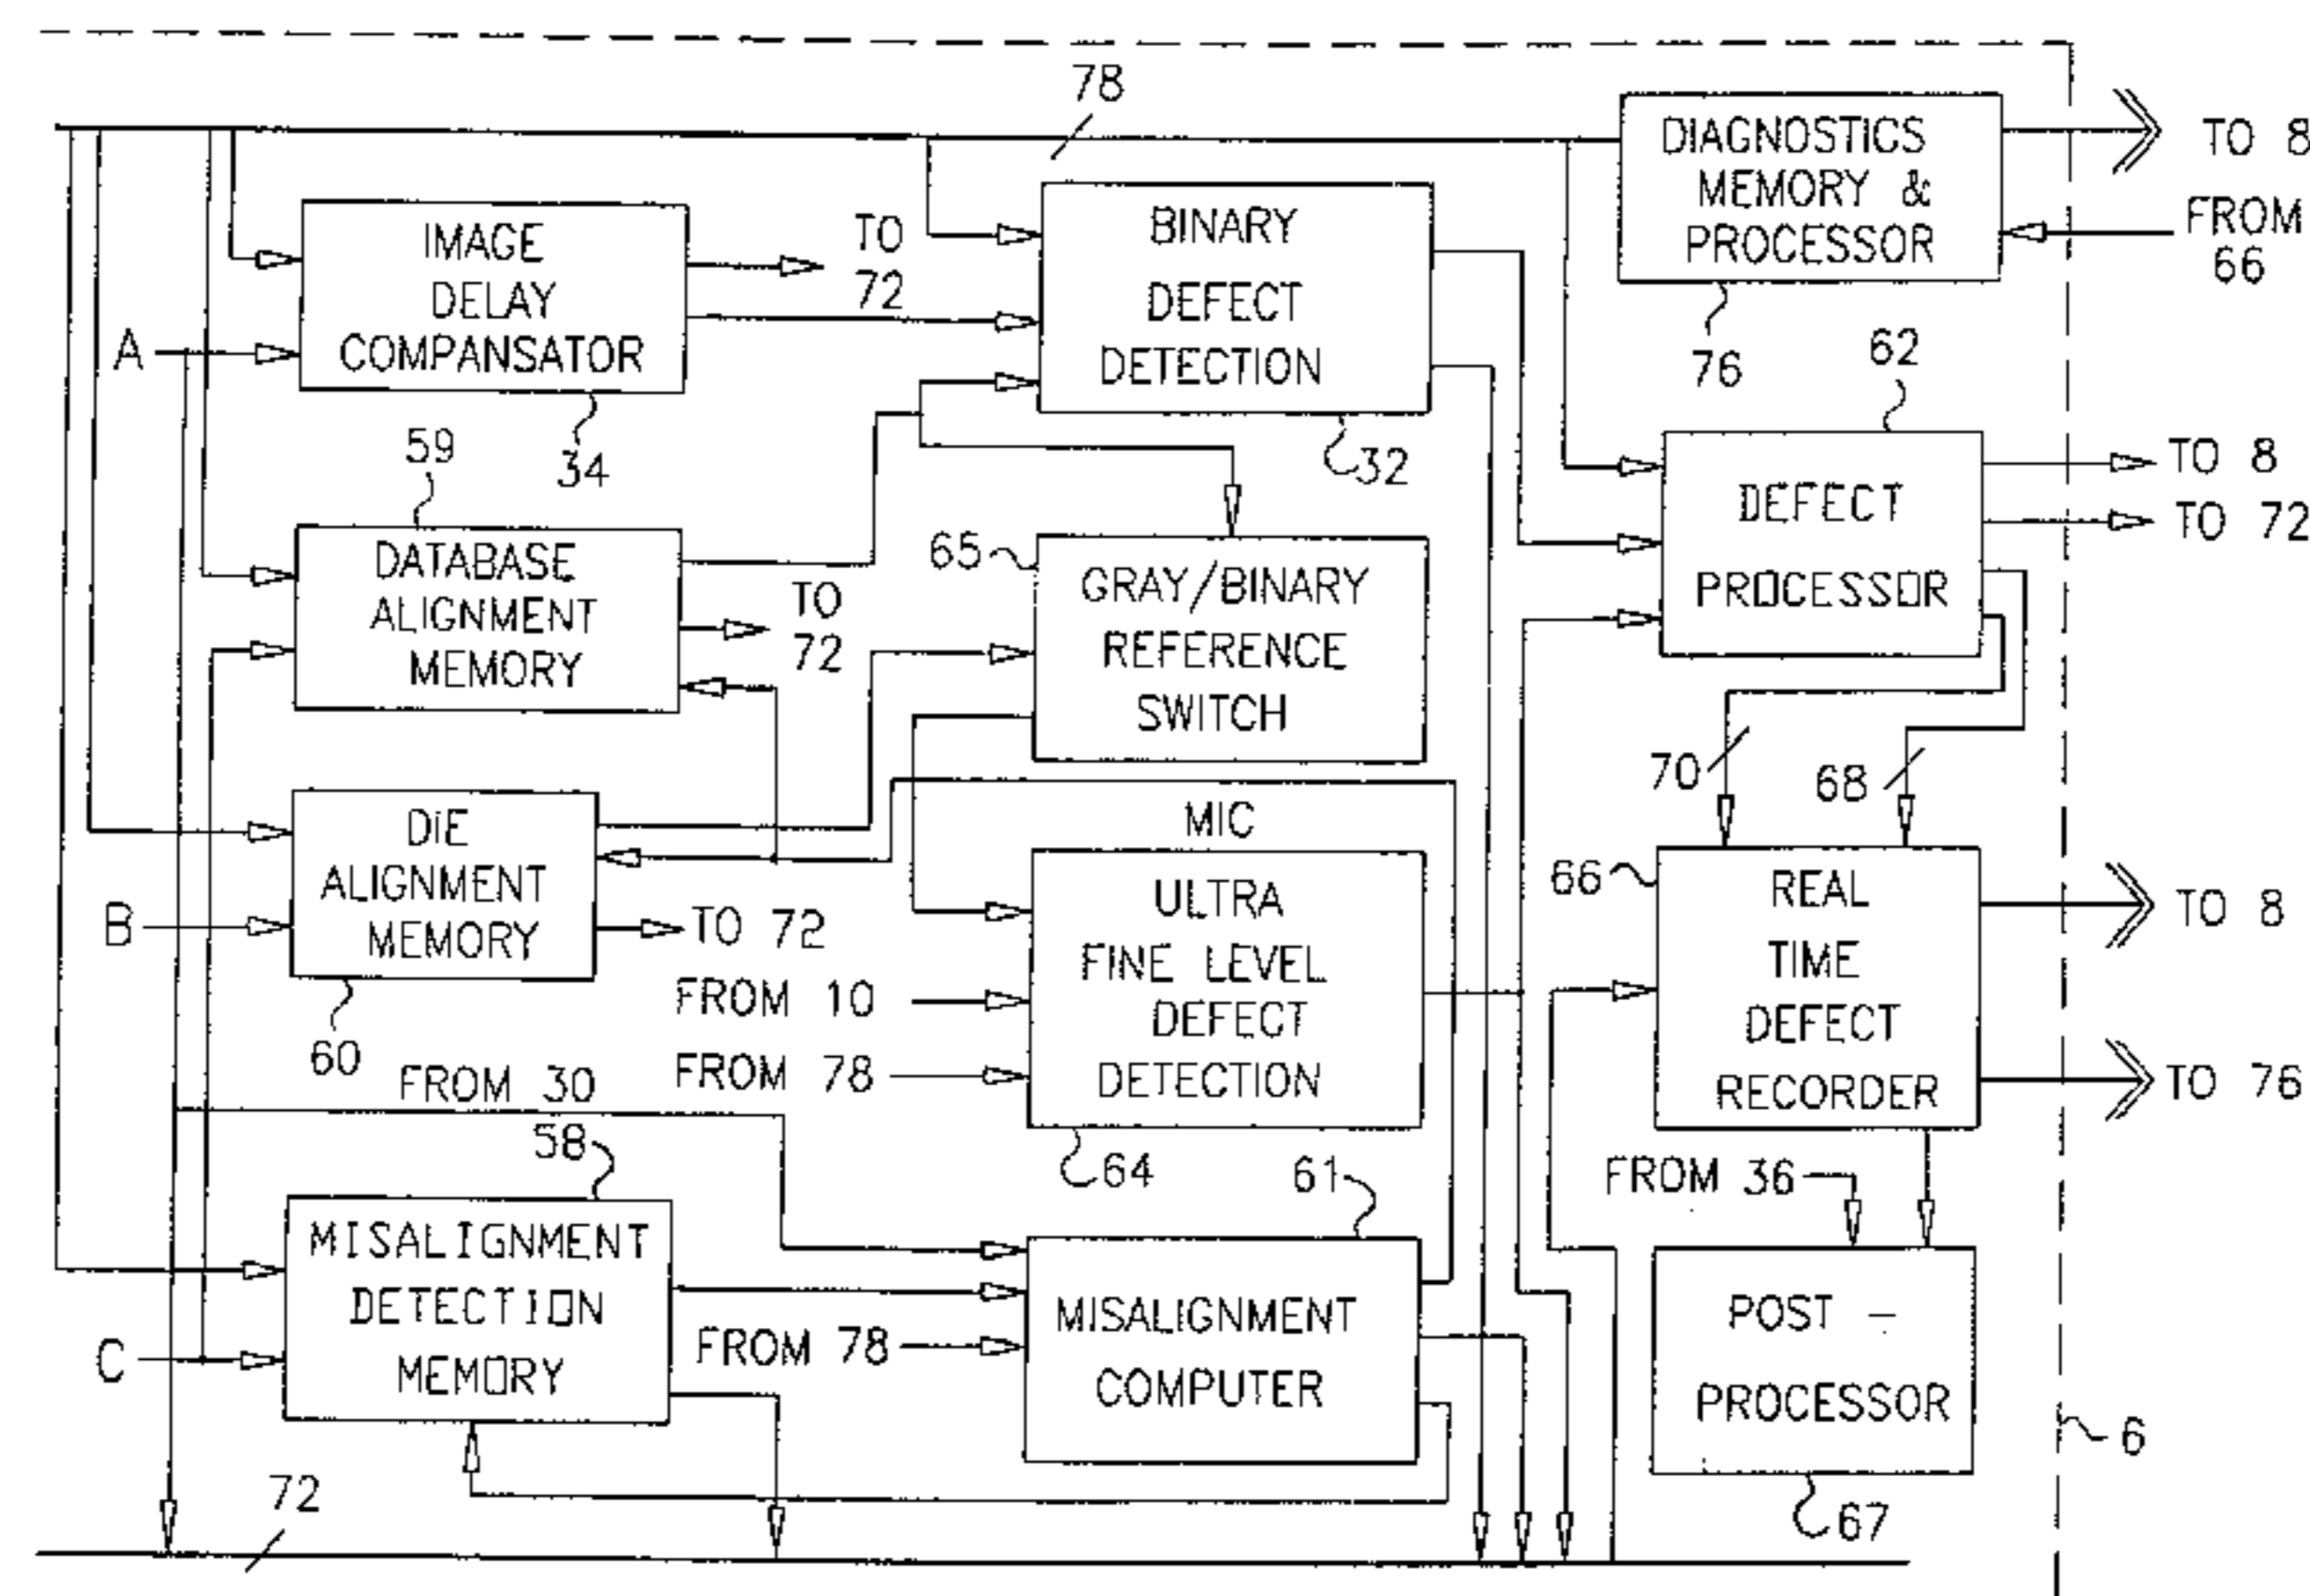 78
DIAGNOSTICS
MEMORY &
PROCESSOR
TO 8
FROM
66
76
IMAGE
DELAY
COMPANSATOR
TO
72
34
A
BINARY
DEFECT
DETECTION
32
62
DEFECT
PROCESSOR
TO 8
TO 72
59
DATABASE
ALIGNMENT
MEMORY
TO
72
65
GRAY/BINARY
REFERENCE
SWITCH
70
68
DiE
ALIGNMENT
MEMORY
B
TO 72
60
MIC
ULTRA
FINE LEVEL
DEFECT
DETECTION
FROM 10
FROM 78
64
66
REAL
TIME
DEFECT
RECORDER
TO 8
TO 76
FROM 30
58
MISALIGNMENT
DETECTION
MEMORY
C
61
MISALIGNMENT
COMPUTER
FROM 78
FROM 36
POST -
PROCESSOR
67
6
72